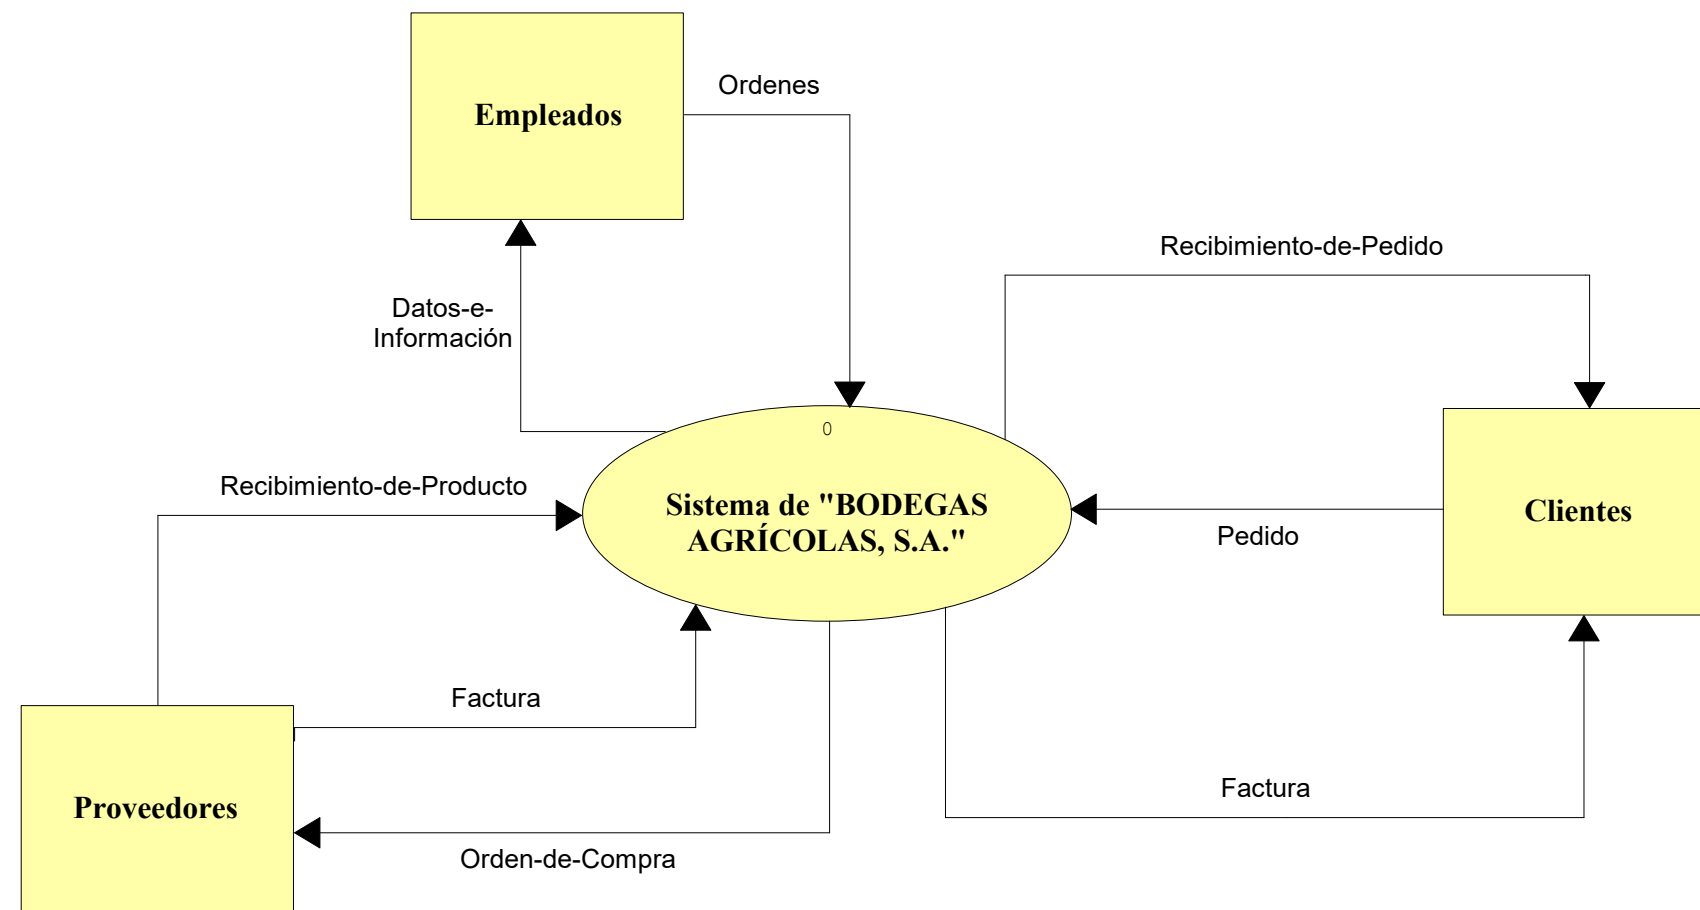 Ordenes
Empleados
Recibimiento-de-Pedido
Datos-e-
Información
0
Recibimiento-de-Producto
Sistema de "BODEGAS
AGRÍCOLAS, S.A."
Clientes
Pedido
Factura
Factura
Proveedores
Orden-de-Compra